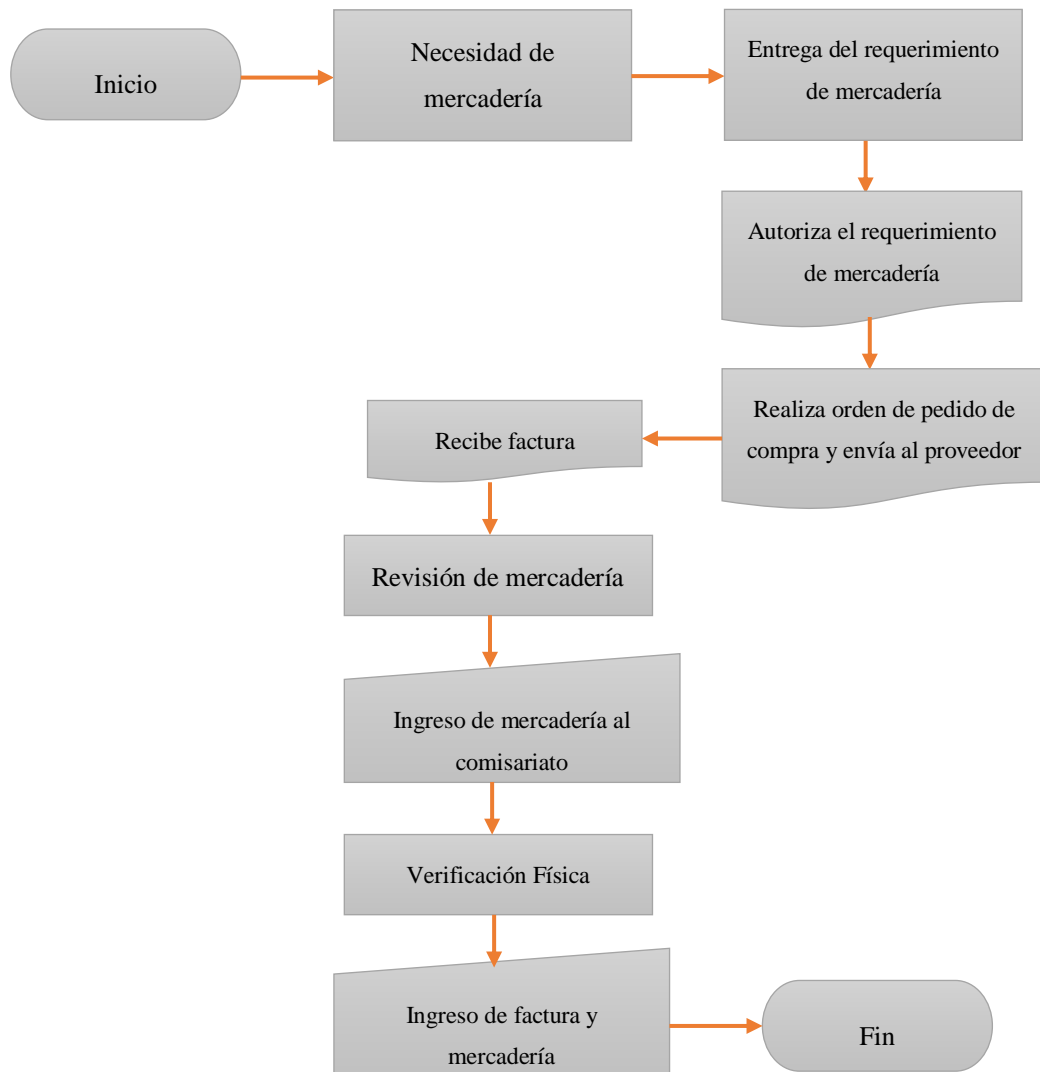 Inicio
Necesidad de
mercadería
Entrega del requerimiento
de mercadería
Autoriza el requerimiento
de mercadería
Realiza orden de pedido de
compra y envía al proveedor
Recibe factura
Revisión de mercadería
Ingreso de mercadería al
comisariato
Verificación Física
Ingreso de factura y
mercadería
Fin